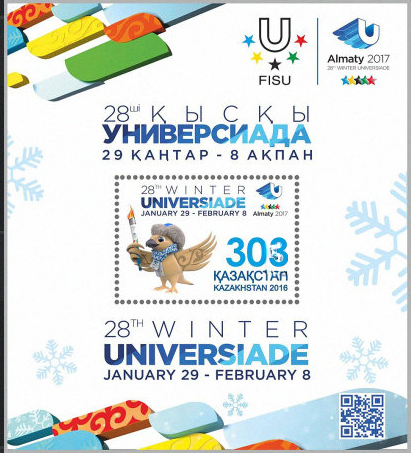 U
FISU
Almaty 2017
28TH WINTER UNIVERSIADE
28ші ҚЫСҚЫ
УНИВЕРСИАДА
29 ҚАҢТАР - 8 АҚПАН
28TH WINTER
UNIVERSIADE
JANUARY 29 - FEBRUARY 8
Almaty 2017
303
ҚАЗАҚСТАН
KAZAKHSTAN 2016
28TH WINTER
UNIVERSIADE
JANUARY 29 - FEBRUARY 8